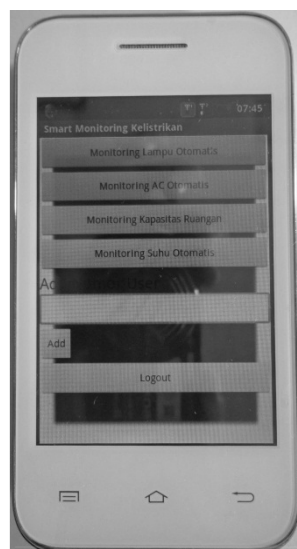 07:45
Smart Monitoring Kelistrikan
Monitoring Lampu Otomatis
Monitoring AC Otomatis
Monitoring Kapasitas Ruangan
Monitoring Suhu Otomatis
User
Add
Logout